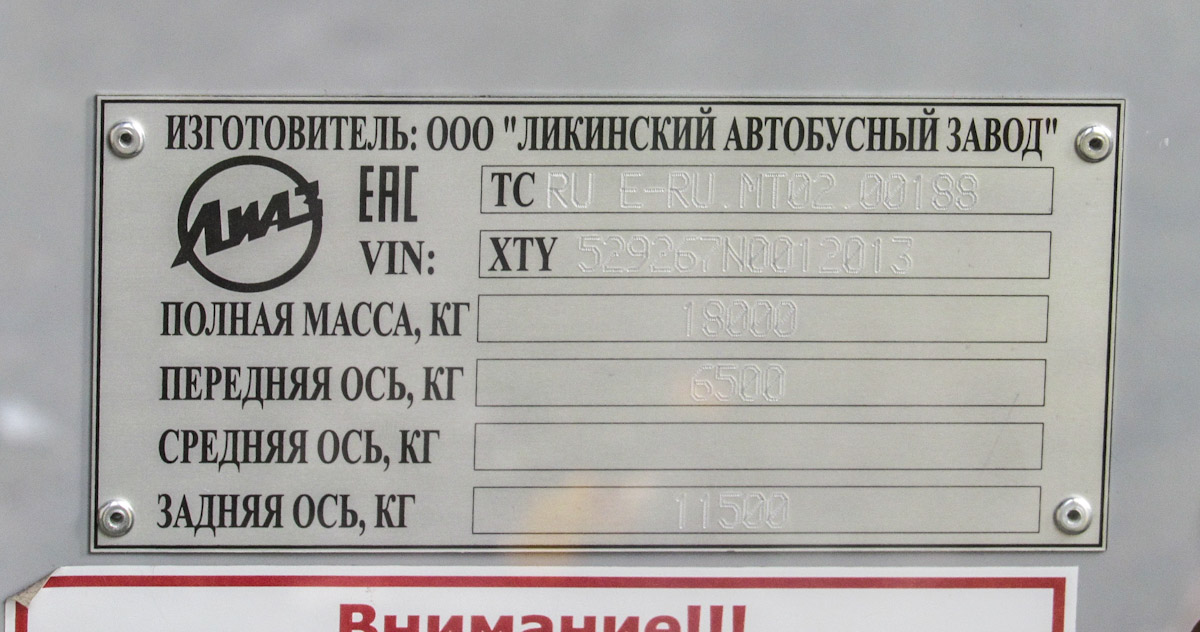 ИЗГОТОВИТЕЛЬ: ООО "ЛИКИНСКИЙ АВТОБУСНЫЙ ЗАВОД"
ЛиАЗ EAC ТС RU E-RU.MT02.00188
VIN: XTY 529267N0012013
ПОЛНАЯ МАССА, КГ 18000
ПЕРЕДНЯЯ ОСЬ, КГ 6500
СРЕДНЯЯ ОСЬ, КГ
ЗАДНЯЯ ОСЬ, КГ 11500
Внимание!!!